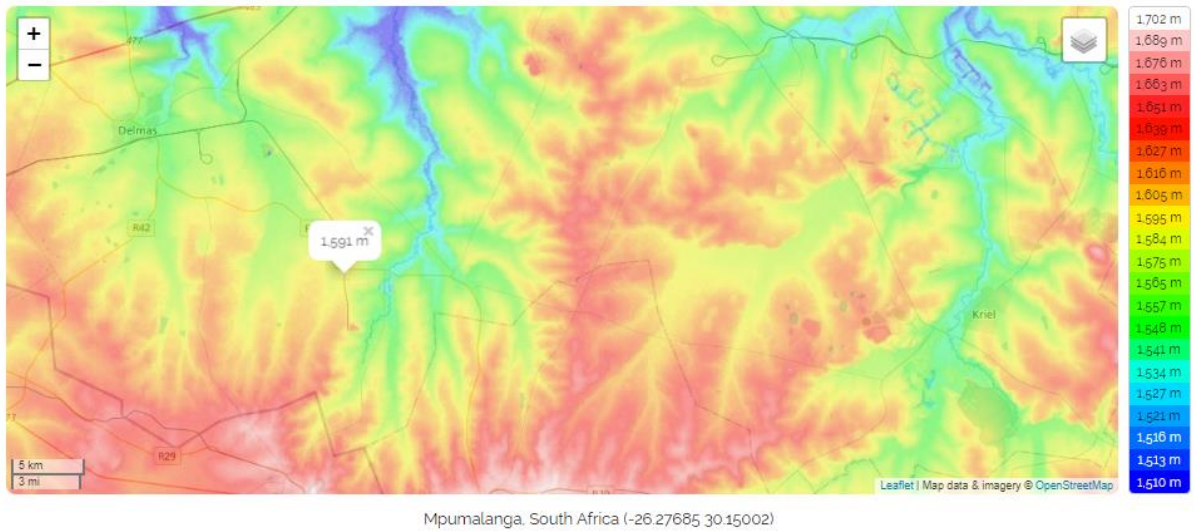 +
−
477
Delmas
R42
1,591 m ×
R29
Kriel
77
5 km
3 mi
Leaflet | Map data & imagery © OpenStreetMap
1,702 m
1,689 m
1,676 m
1,663 m
1,651 m
1,639 m
1,627 m
1,616 m
1,605 m
1,595 m
1,584 m
1,575 m
1,565 m
1,557 m
1,548 m
1,541 m
1,534 m
1,527 m
1,521 m
1,516 m
1,513 m
1,510 m
Mpumalanga, South Africa (-26.27685 30.15002)